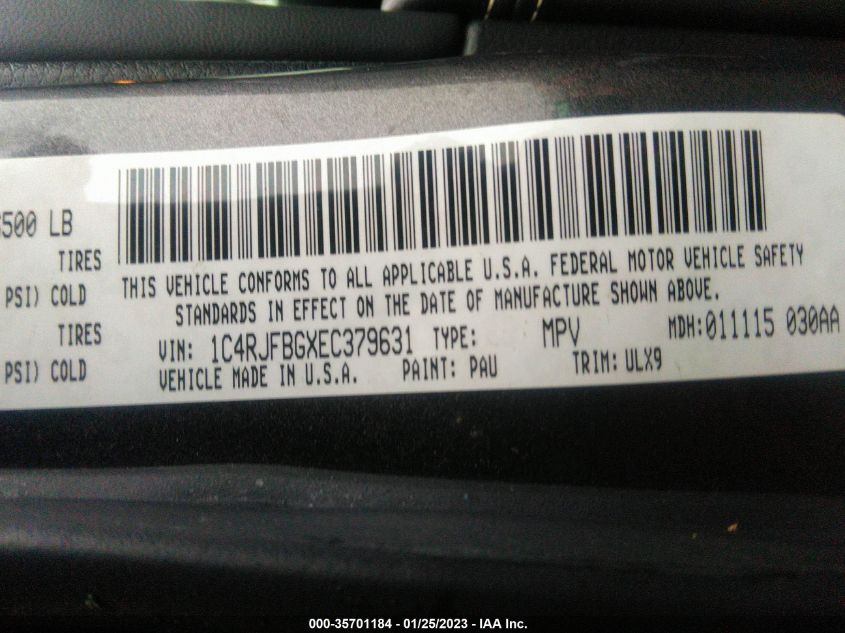 500 LB
TIRES
PSI) COLD
TIRES
PSI) COLD
THIS VEHICLE CONFORMS TO ALL APPLICABLE U.S.A. FEDERAL MOTOR VEHICLE SAFETY
STANDARDS IN EFFECT ON THE DATE OF MANUFACTURE SHOWN ABOVE.
VIN: 1C4RJFBGXEC379631 TYPE: MPV MDH:011115 030AA
VEHICLE MADE IN U.S.A. PAINT: PAU TRIM: ULX9
000-35701184 - 01/25/2023 - IAA Inc.